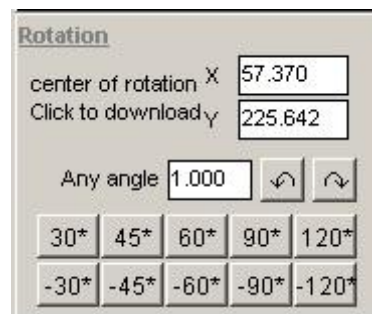 Rotation
center of rotation X 57.370
Click to download Y 225.642
Any angle 1.000
30* 45* 60* 90* 120*
-30* -45* -60* -90* -120*